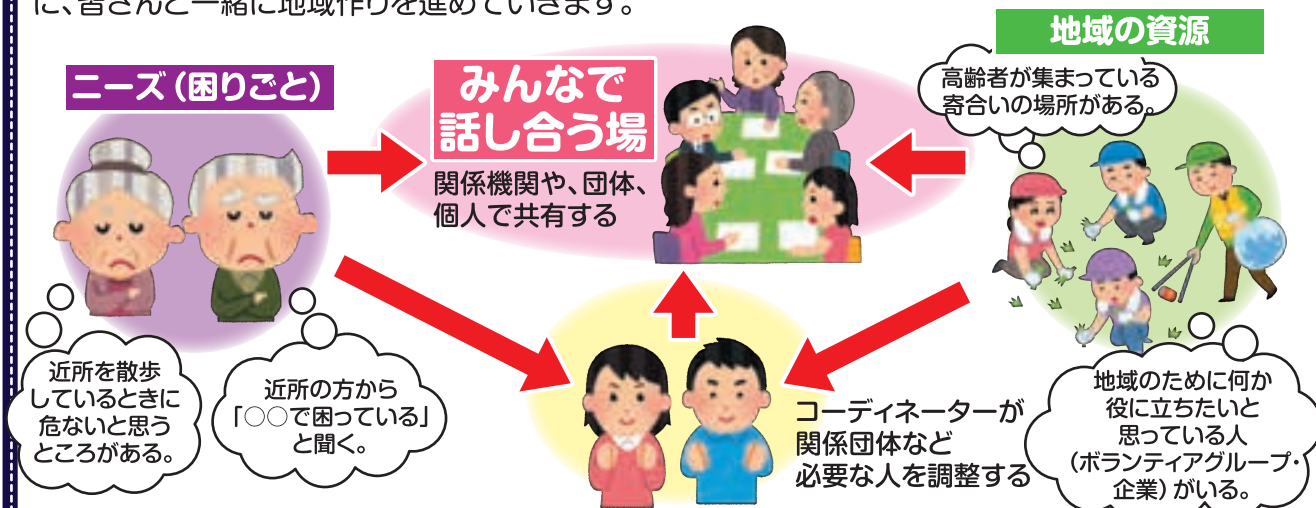 に、皆さんと一緒に地域作りを進めていきます。
ニーズ（困りごと）
みんなで
話し合う場
関係機関や、団体、
個人で共有する
地域の資源
高齢者が集まっている
寄合いの場所がある。
近所を散歩
しているときに
危ないと思う
ところがある。
近所の方から
「○○で困っている」
と聞く。
コーディネーターが
関係団体など
必要な人を調整する
地域のために何か
役に立ちたいと
思っている人
（ボランティアグループ・
企業）がいる。